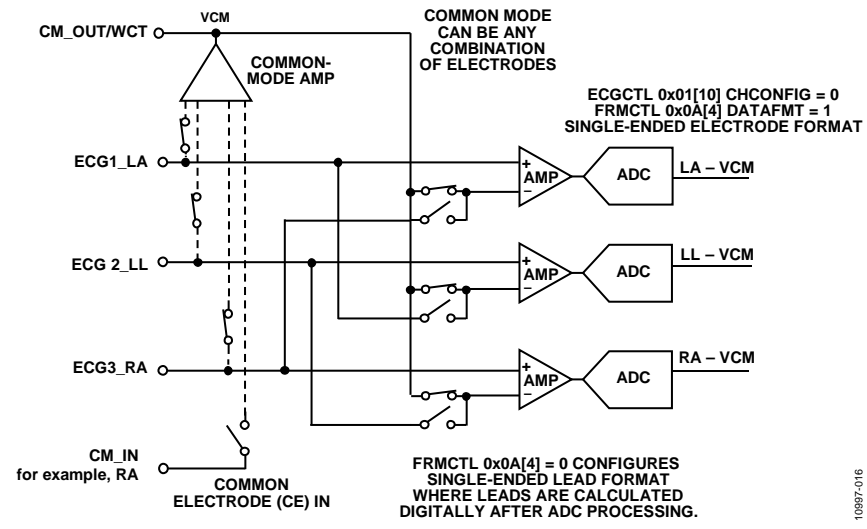 VCM
CM_OUT/WCT
COMMON-
MODE AMP
COMMON MODE
CAN BE ANY
COMBINATION
OF ELECTRODES
ECGCTL 0x01[10] CHCONFIG = 0
FRMCTL 0x0A[4] DATAFMT = 1
SINGLE-ENDED ELECTRODE FORMAT
ECG1_LA
+
AMP
–
ADC
LA – VCM
ECG 2_LL
+
AMP
–
ADC
LL – VCM
ECG3_RA
+
AMP
–
ADC
RA – VCM
CM_IN
for example, RA
COMMON
ELECTRODE (CE) IN
FRMCTL 0x0A[4] = 0 CONFIGURES
SINGLE-ENDED LEAD FORMAT
WHERE LEADS ARE CALCULATED
DIGITALLY AFTER ADC PROCESSING.
10997-016